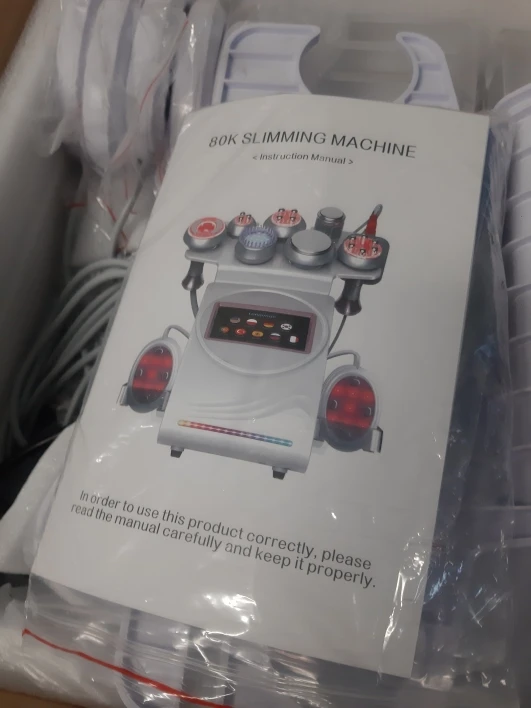 80K SLIMMING MACHINE
< Instruction Manual >
In order to use this product correctly, please
read the manual carefully and keep it properly.